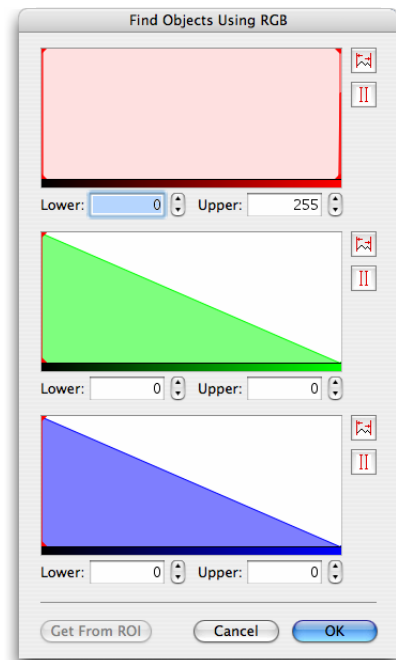 Find Objects Using RGB
Lower: 0 Upper: 255
Lower: 0 Upper: 0
Lower: 0 Upper: 0
Get From ROI Cancel OK